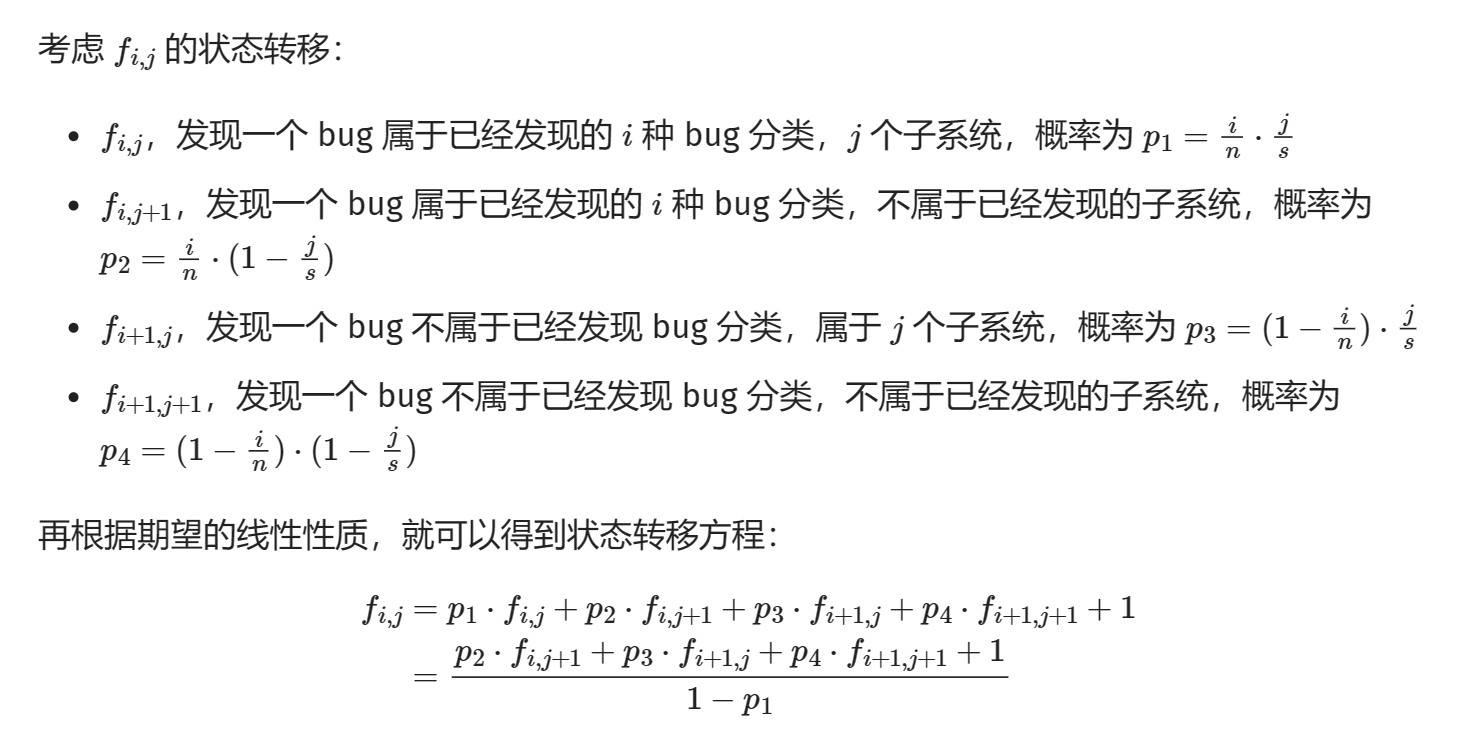 考虑 $f_{i,j}$ 的状态转移：
• $f_{i,j}$，发现一个 bug 属于已经发现的 $i$ 种 bug 分类，$j$ 个子系统，概率为 $p_1 = \frac{i}{n} \cdot \frac{j}{s}$
• $f_{i,j+1}$，发现一个 bug 属于已经发现的 $i$ 种 bug 分类，不属于已经发现的子系统，概率为
$p_2 = \frac{i}{n} \cdot (1 - \frac{j}{s})$
• $f_{i+1,j}$，发现一个 bug 不属于已经发现 bug 分类，属于 $j$ 个子系统，概率为 $p_3 = (1 - \frac{i}{n}) \cdot \frac{j}{s}$
• $f_{i+1,j+1}$，发现一个 bug 不属于已经发现 bug 分类，不属于已经发现的子系统，概率为
$p_4 = (1 - \frac{i}{n}) \cdot (1 - \frac{j}{s})$
再根据期望的线性性质，就可以得到状态转移方程：
$f_{i,j} = p_1 \cdot f_{i,j} + p_2 \cdot f_{i,j+1} + p_3 \cdot f_{i+1,j} + p_4 \cdot f_{i+1,j+1} + 1$
$= \frac{p_2 \cdot f_{i,j+1} + p_3 \cdot f_{i+1,j} + p_4 \cdot f_{i+1,j+1} + 1}{1 - p_1}$